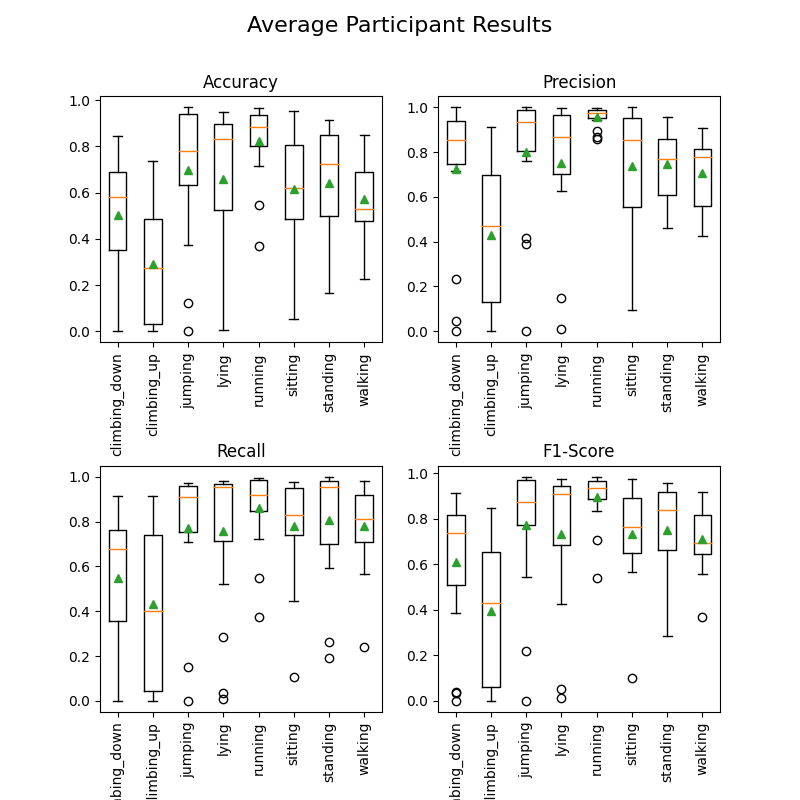 Average Participant Results
Accuracy
1.0
0.8
0.6
0.4
0.2
0.0
climbing_down
climbing_up
jumping
lying
running
sitting
standing
walking
Precision
1.0
0.8
0.6
0.4
0.2
0.0
climbing_down
climbing_up
jumping
lying
running
sitting
standing
walking
Recall
1.0
0.8
0.6
0.4
0.2
0.0
mbing_down
limbing_up
jumping
lying
running
sitting
standing
walking
F1-Score
1.0
0.8
0.6
0.4
0.2
0.0
mbing_down
limbing_up
jumping
lying
running
sitting
standing
walking